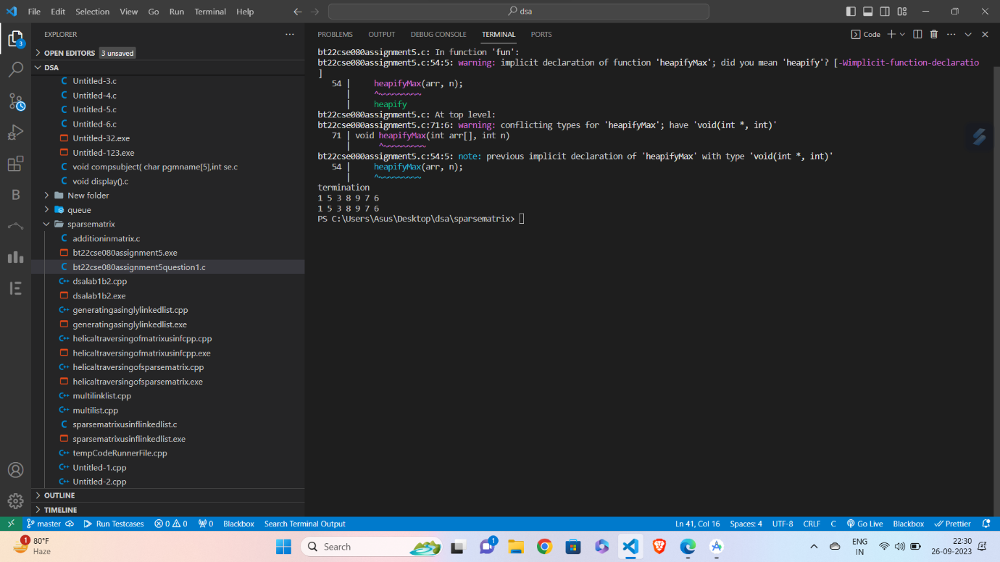 File Edit Selection View Go Run Terminal Help
dsa
EXPLORER
3
OPEN EDITORS 3 unsaved
DSA
Untitled-3.c
Untitled-4.c
Untitled-5.c
Untitled-6.c
Untitled-32.exe
Untitled-123.exe
void compsubject( char pgmname[5],int se.c
void display().c
New folder
queue
sparsematrix
additioninmatrix.c
bt22cse080assignment5.exe
bt22cse080assignment5question1.c
dsalab1b2.cpp
dsalab1b2.exe
generatingasinglylinkedlist.cpp
generatingasinglylinkedlist.exe
helicaltraversingofmatrixusinfcpp.cpp
helicaltraversingofmatrixusinfcpp.exe
helicaltraversingofsparsematrix.cpp
helicaltraversingofsparsematrix.exe
multilinklist.cpp
multilist.cpp
sparsematrixusinflinkedlist.c
sparsematrixusinflinkedlist.exe
tempCodeRunnerFile.cpp
Untitled-1.cpp
Untitled-2.cpp
OUTLINE
TIMELINE
PROBLEMS OUTPUT DEBUG CONSOLE TERMINAL PORTS
Code
bt22cse080assignment5.c: In function 'fun':
bt22cse080assignment5.c:54:5: warning: implicit declaration of function 'heapifyMax'; did you mean 'heapify'? [-Wimplicit-function-declaratio
]
54 | heapifyMax(arr, n);
| ^~~~~~~~~~
| heapify
bt22cse080assignment5.c: At top level:
bt22cse080assignment5.c:71:6: warning: conflicting types for 'heapifyMax'; have 'void(int *, int)'
71 | void heapifyMax(int arr[], int n)
| ^~~~~~~~~~
bt22cse080assignment5.c:54:5: note: previous implicit declaration of 'heapifyMax' with type 'void(int *, int)'
54 | heapifyMax(arr, n);
| ^~~~~~~~~~
termination
1 5 3 8 9 7 6
1 5 3 8 9 7 6
PS C:\Users\Asus\Desktop\dsa\sparsematrix>
master Run Testcases 0 0 0 Blackbox Search Terminal Output
Ln 41, Col 16 Spaces: 4 UTF-8 CRLF C Go Live Blackbox Prettier
1
80°F
Haze
Search
1
ENG
IN
22:30
26-09-2023